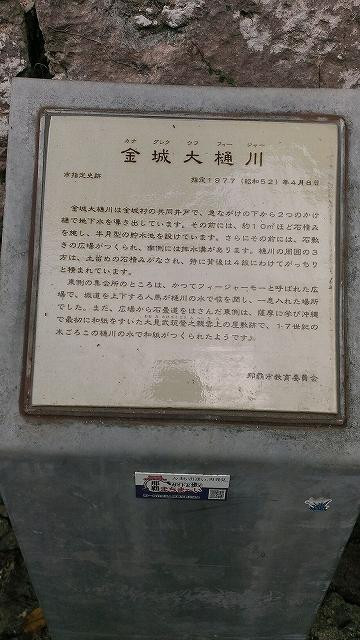 カナ グシク ウフ フィー ジャー
金城大樋川
市指定史跡 指定1977(昭和52)年4月8日
金城大樋川は金城村の共同井戸で、急ながけの下から2つのかけ
樋で地下水を導き出しています。その前には、約10㎡ほど石積み
を施し、半月型の貯水池を設けています。さらにその前には、石敷
きの広場がつくられ、南側には排水溝があります。樋川の周囲の3
方は、土留めの石積みがなされ、特に背後は4段にわけてがっちり
と積まれています。
東側の集会所のところは、かつてフィージャーモーと呼ばれた広
場で、坂道を上下する人馬が樋川の水で喉を潤し、一息入れた場所
でした。また、広場から石畳道をはさんだ東側は、薩摩に学び沖縄
で最初に和紙をすいた大見武筑登之親雲上の屋敷跡で、17世紀の
末ごろこの樋川の水で和紙がつくられたようです。
那覇市教育委員会
那覇
まちま〜い